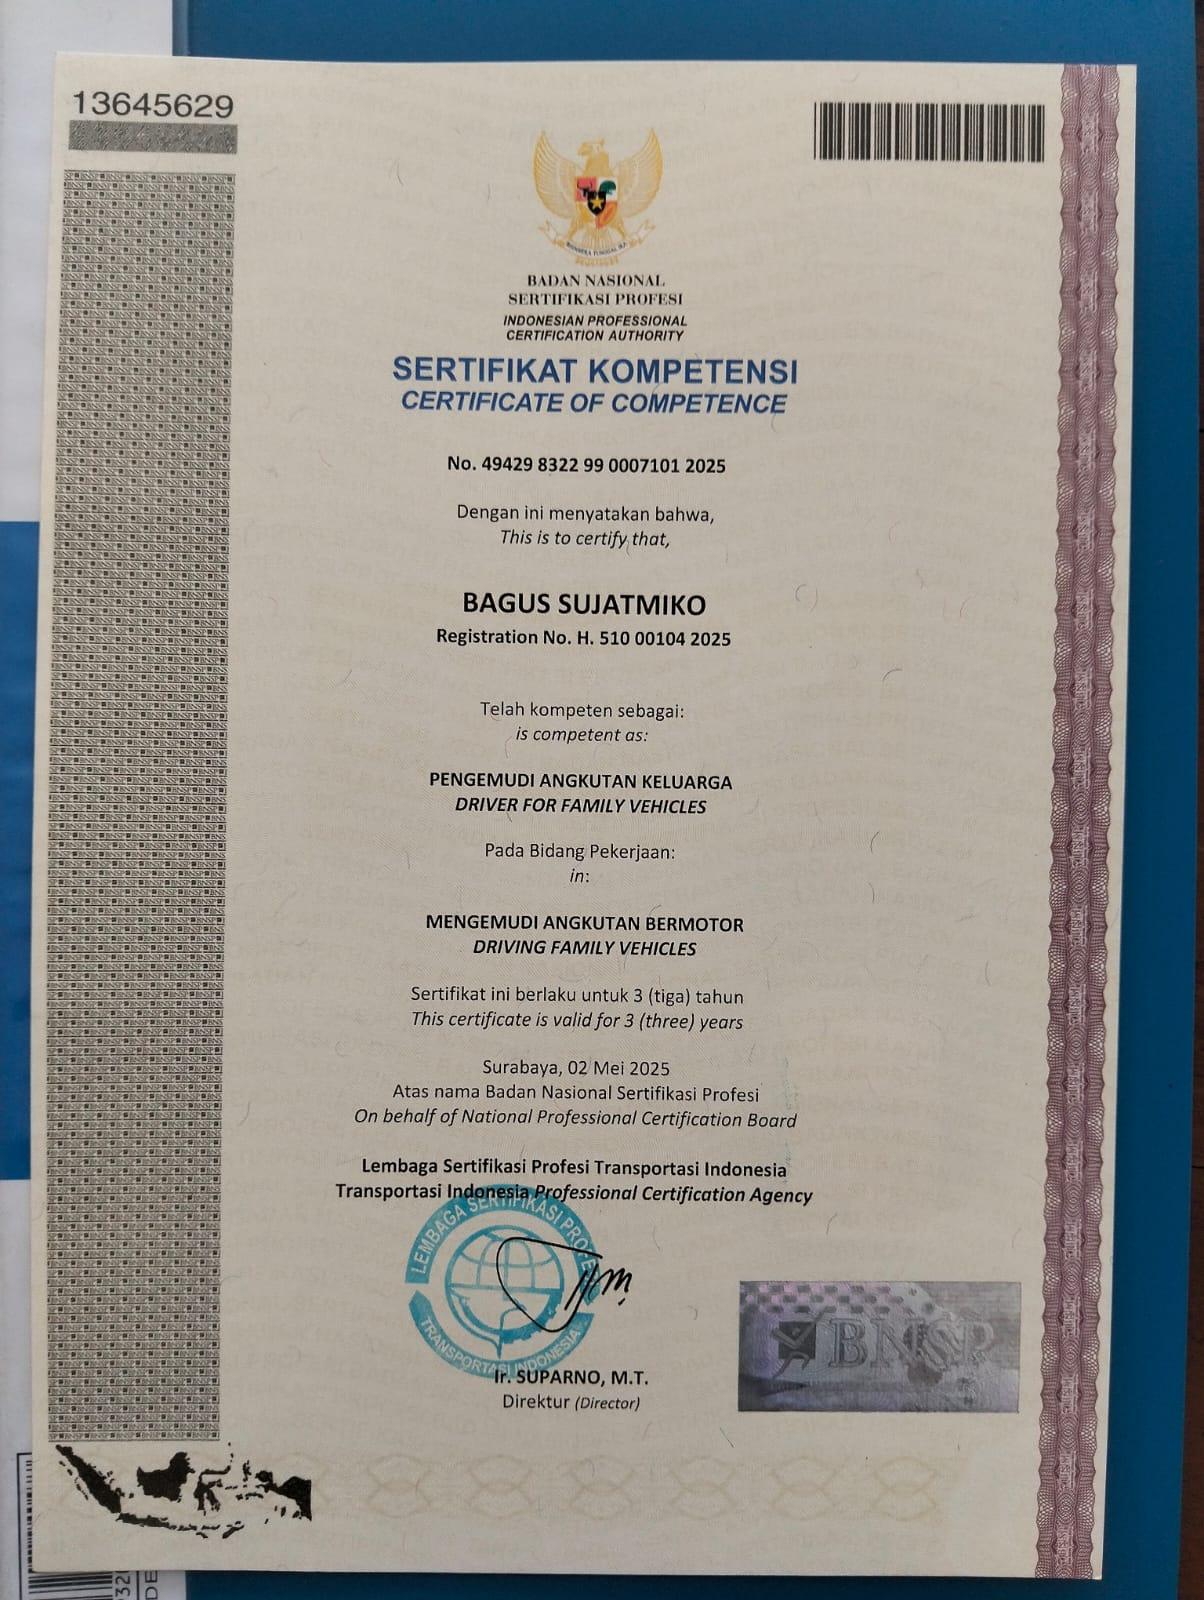 13645629
BHINNEKA TUNGGAL IKA
BADAN NASIONAL
SERTIFIKASI PROFESI
INDONESIAN PROFESSIONAL
CERTIFICATION AUTHORITY
SERTIFIKAT KOMPETENSI
CERTIFICATE OF COMPETENCE
No. 49429 8322 99 0007101 2025
Dengan ini menyatakan bahwa,
This is to certify that,
BAGUS SUJATMIKO
Registration No. H. 510 00104 2025
Telah kompeten sebagai:
is competent as:
PENGEMUDI ANGKUTAN KELUARGA
DRIVER FOR FAMILY VEHICLES
Pada Bidang Pekerjaan:
in:
MENGEMUDI ANGKUTAN BERMOTOR
DRIVING FAMILY VEHICLES
Sertifikat ini berlaku untuk 3 (tiga) tahun
This certificate is valid for 3 (three) years
Surabaya, 02 Mei 2025
Atas nama Badan Nasional Sertifikasi Profesi
On behalf of National Professional Certification Board
Lembaga Sertifikasi Profesi Transportasi Indonesia
Transportasi Indonesia Professional Certification Agency
LEMBAGA SERTIFIKASI PROFE
TRANSPORTASI INDONESIA
Ir. SUPARNO, M.T.
Direktur (Director)
BNSP